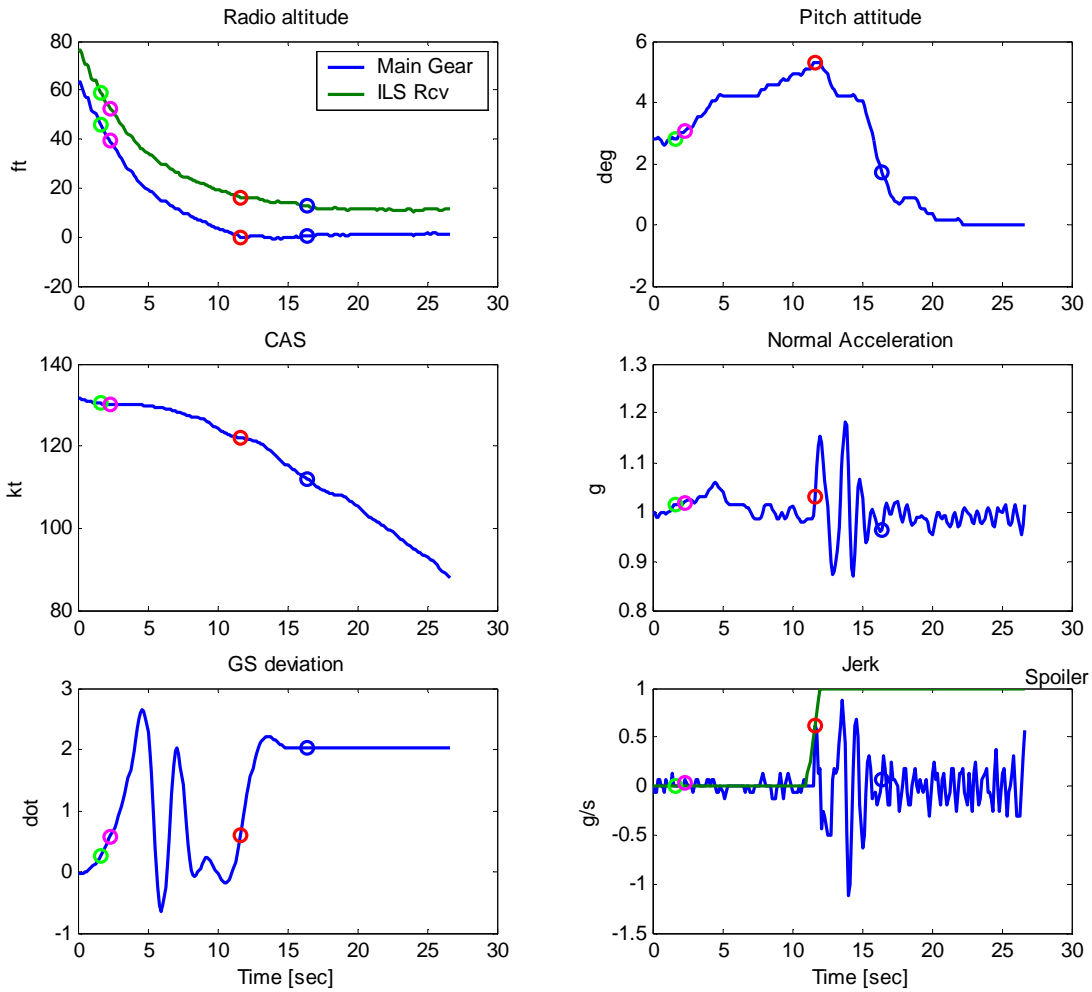 Radio altitude
80
60
40
20
0
-20
ft
Main Gear
ILS Rcv
0 5 10 15 20 25 30
Pitch attitude
6
4
2
0
-2
deg
0 5 10 15 20 25 30
CAS
140
120
100
80
kt
0 5 10 15 20 25 30
Normal Acceleration
1.3
1.2
1.1
1
0.9
0.8
g
0 5 10 15 20 25 30
GS deviation
3
2
1
0
-1
dot
0 5 10 15 20 25 30
Time [sec]
Jerk
Spoiler
1
0.5
0
-0.5
-1
-1.5
g/s
0 5 10 15 20 25 30
Time [sec]